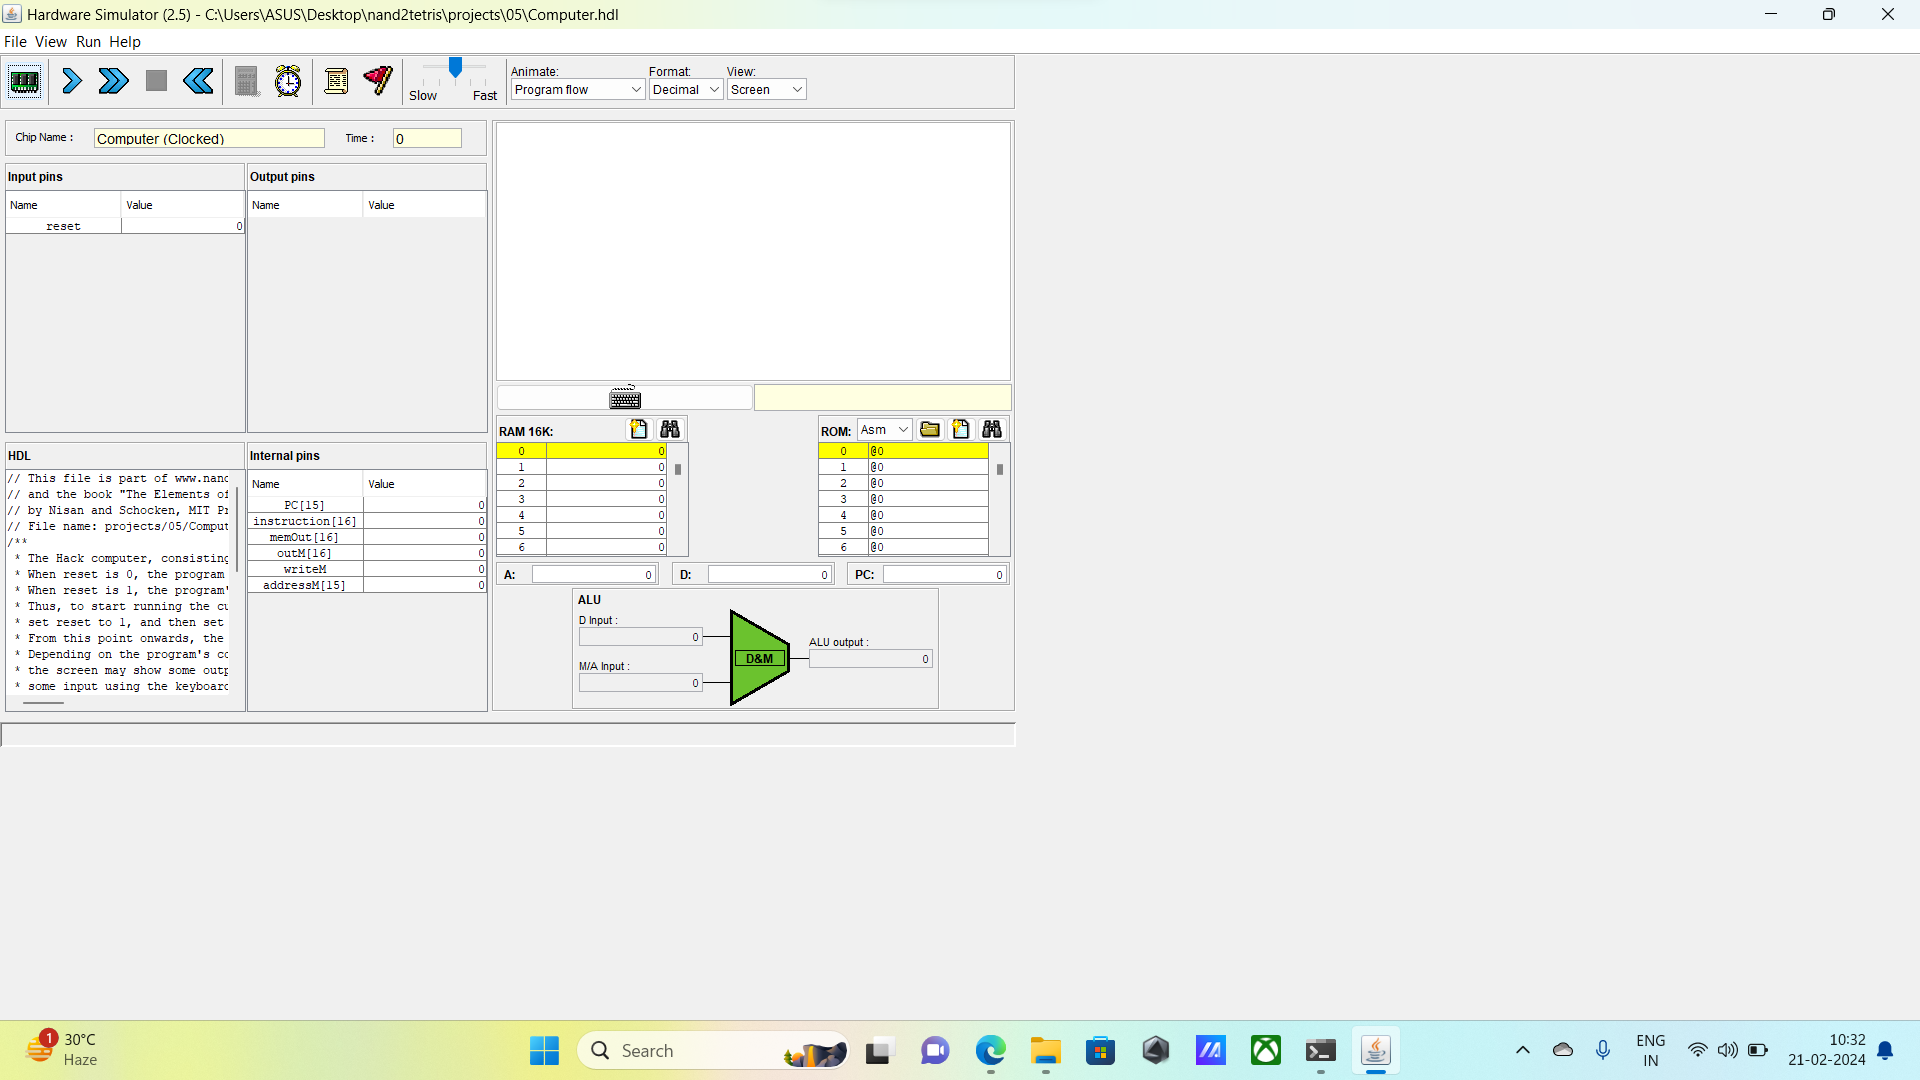 Hardware Simulator (2.5) - C:\Users\ASUS\Desktop\nand2tetris\projects\05\Computer.hdl
File View Run Help
Slow Fast
Animate: Format: View:
Program flow Decimal Screen
Chip Name : Computer (Clocked) Time : 0
Input pins
Name Value
reset 0
Output pins
Name Value
HDL
// This file is part of www.nand
// and the book "The Elements of
// by Nisan and Schocken, MIT Pr
// File name: projects/05/Comput
/**
* The Hack computer, consisting
* When reset is 0, the program
* When reset is 1, the program'
* Thus, to start running the cu
* set reset to 1, and then set
* From this point onwards, the
* Depending on the program's co
* the screen may show some outp
* some input using the keyboard
Internal pins
Name Value
PC[15] 0
instruction[16] 0
memOut[16] 0
outM[16] 0
writeM 0
addressM[15] 0
RAM 16K:
0 0
1 0
2 0
3 0
4 0
5 0
6 0
ROM: Asm
0 @0
1 @0
2 @0
3 @0
4 @0
5 @0
6 @0
A: 0 D: 0 PC: 0
ALU
D Input :
0
M/A Input :
0
D&M
ALU output :
0
1
30°C
Haze
Search
ENG
IN
10:32
21-02-2024